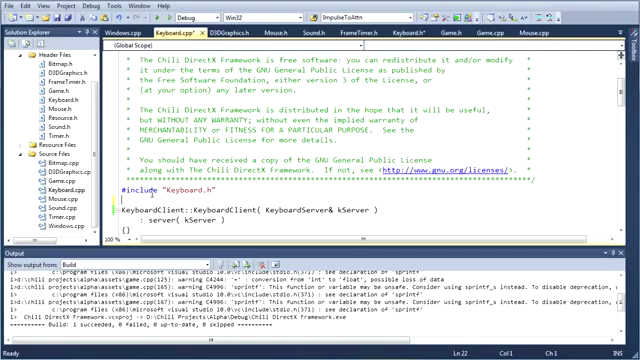 File Edit View Project Build Debug Team Data Tools Test Window Help
Debug Win32 ImpulseToAttn
Solution Explorer
Windows.cpp Keyboard.cpp* D3DGraphics.h Mouse.h Sound.h FrameTimer.h Keyboard.h* Game.h Game.cpp Mouse.cpp
(Global Scope)
Header Files
Bitmap.h
D3DGraphics.h
FrameTimer.h
Game.h
Keyboard.h
Mouse.h
Resource.h
Sound.h
Timer.h
Resource Files
Source Files
Bitmap.cpp
D3DGraphics.cpp
Game.cpp
Keyboard.cpp
Mouse.cpp
Sound.cpp
Timer.cpp
Windows.cpp
* The Chili DirectX Framework is free software: you can redistribute it and/or modify
* it under the terms of the GNU General Public License as published by
* the Free Software Foundation, either version 3 of the License, or
* (at your option) any later version.
*
* The Chili DirectX Framework is distributed in the hope that it will be useful,
* but WITHOUT ANY WARRANTY; without even the implied warranty of
* MERCHANTABILITY or FITNESS FOR A PARTICULAR PURPOSE. See the
* GNU General Public License for more details.
*
* You should have received a copy of the GNU General Public License
* along with The Chili DirectX Framework. If not, see <http://www.gnu.org/licenses/>.
#include "Keyboard.h"
KeyboardClient::KeyboardClient( KeyboardServer& kServer )
: server( kServer )
{}
100 %
Output
Show output from: Build
c:\program files (x86)\microsoft visual studio 10.0\vc\include\stdio.h(371) : see declaration of 'sprintf'
1>d:\chili projects\alpha\assets\game.cpp(125): warning C4244: '=' : conversion from 'int' to 'float', possible loss of data
1>d:\chili projects\alpha\assets\game.cpp(141): warning C4996: 'sprintf': This function or variable may be unsafe. Consider using sprintf_s instead. To disable deprecation,
c:\program files (x86)\microsoft visual studio 10.0\vc\include\stdio.h(371) : see declaration of 'sprintf'
1>d:\chili projects\alpha\assets\game.cpp(165): warning C4996: 'sprintf': This function or variable may be unsafe. Consider using sprintf_s instead. To disable deprecation,
c:\program files (x86)\microsoft visual studio 10.0\vc\include\stdio.h(371) : see declaration of 'sprintf'
1> Chili DirectX Framework.vcxproj -> D:\Chili Projects\Alpha\Debug\Chili DirectX Framework.exe
========== Build: 1 succeeded, 0 failed, 0 up-to-date, 0 skipped ==========
Ready Ln 22 Col 1 Ch 1